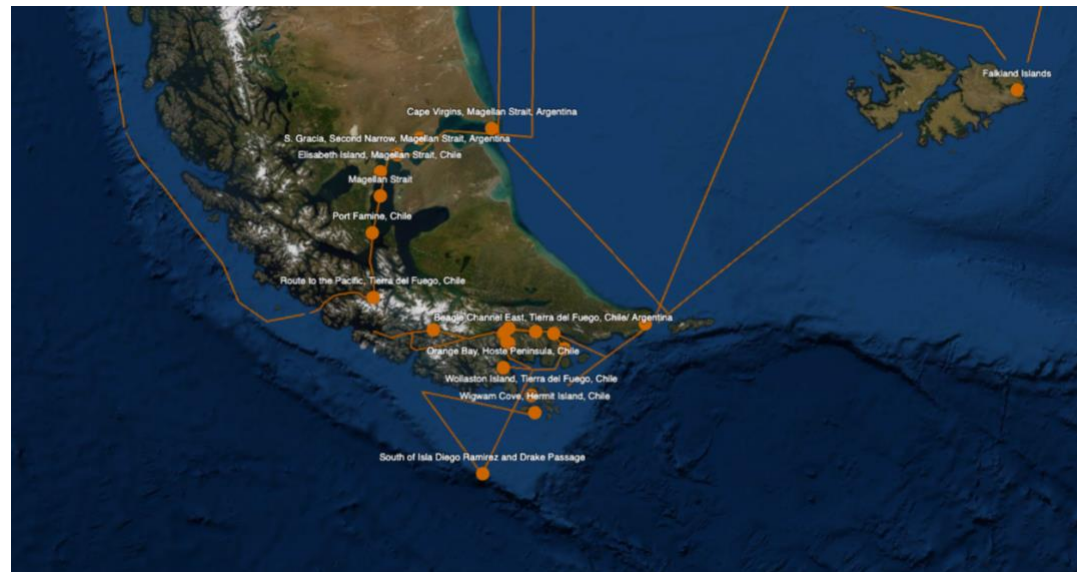 Falkland Islands
Cape Virgins, Magellan Strait, Argentina
S. Gracia, Second Narrow, Magellan Strait, Argentina
Elisabeth Island, Magellan Strait, Chile
Magellan Strait
Port Famine, Chile
Route to the Pacific, Tierra del Fuego, Chile
Beagle Channel East, Tierra del Fuego, Chile/ Argentina
Orange Bay, Hoste Peninsula, Chile
Wollaston Island, Tierra del Fuego, Chile
Wigwam Cove, Hermit Island, Chile
South of Isla Diego Ramirez and Drake Passage